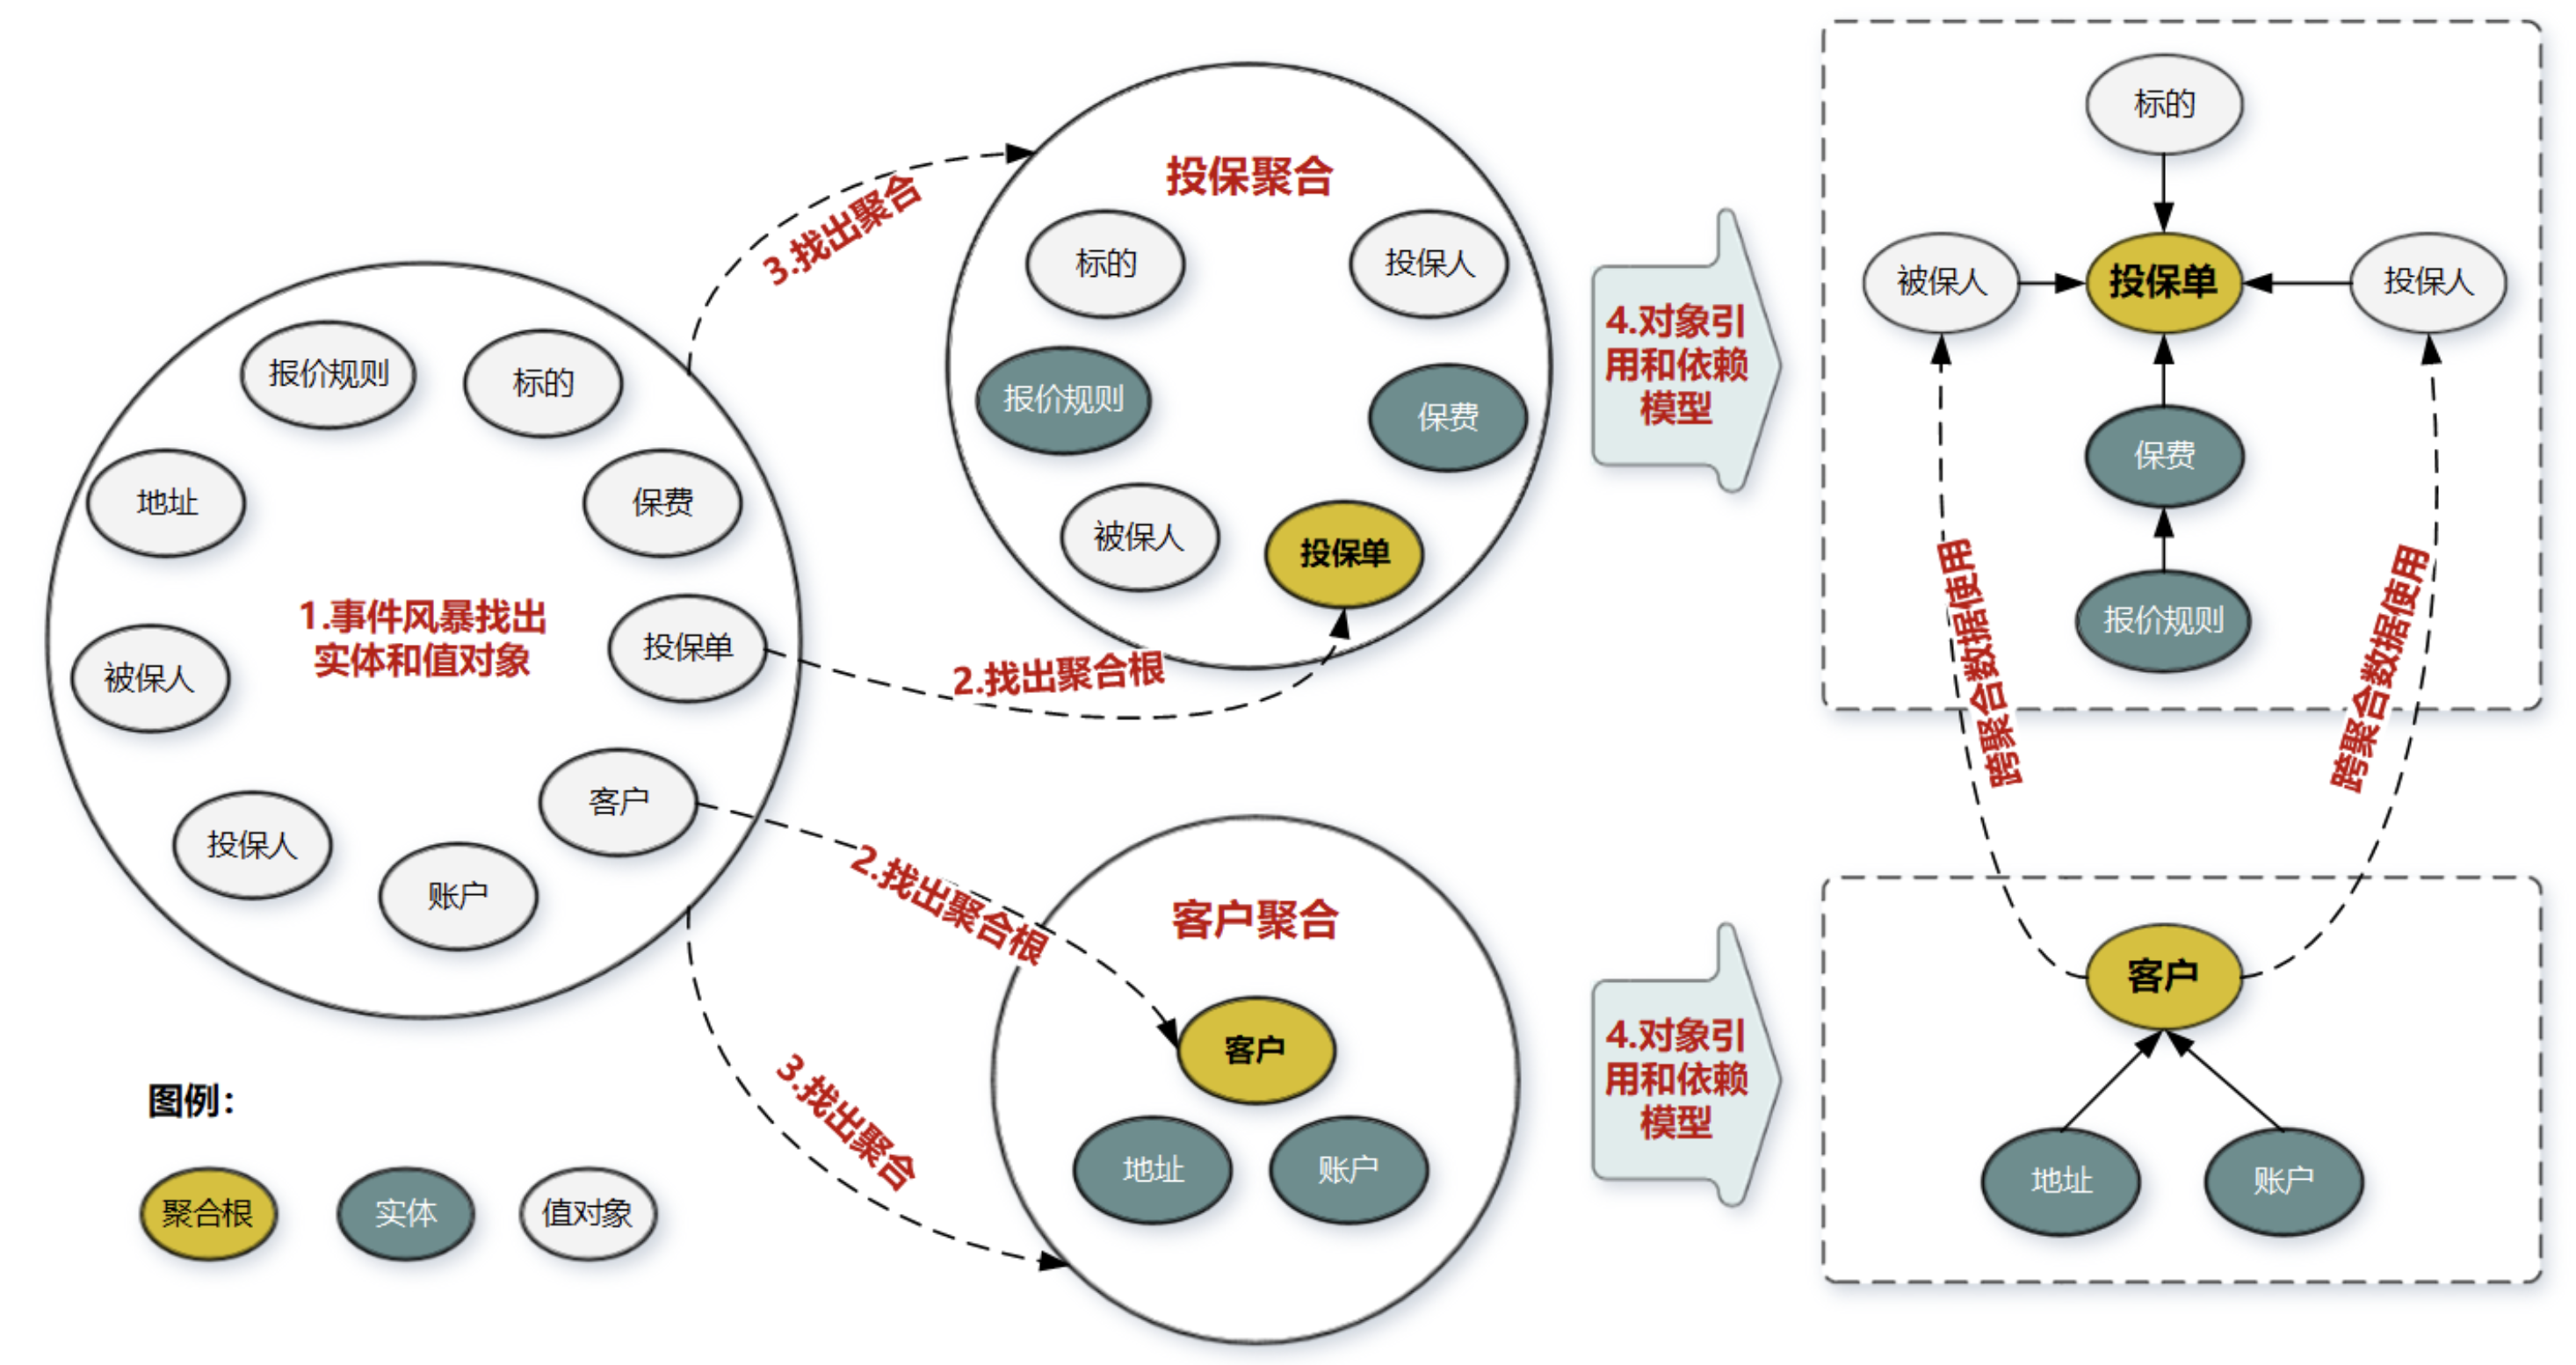 报价规则
标的
地址
保费
1.事件风暴找出
实体和值对象
投保单
被保人
客户
投保人
账户
图例：
聚合根
实体
值对象
3.找出聚合
2.找出聚合根
2.找出聚合根
3.找出聚合
投保聚合
标的
投保人
报价规则
保费
被保人
投保单
客户聚合
客户
地址
账户
4.对象引
用和依赖
模型
4.对象引
用和依赖
模型
标的
被保人
投保单
投保人
保费
报价规则
跨聚合数据使用
跨聚合数据使用
客户
地址
账户